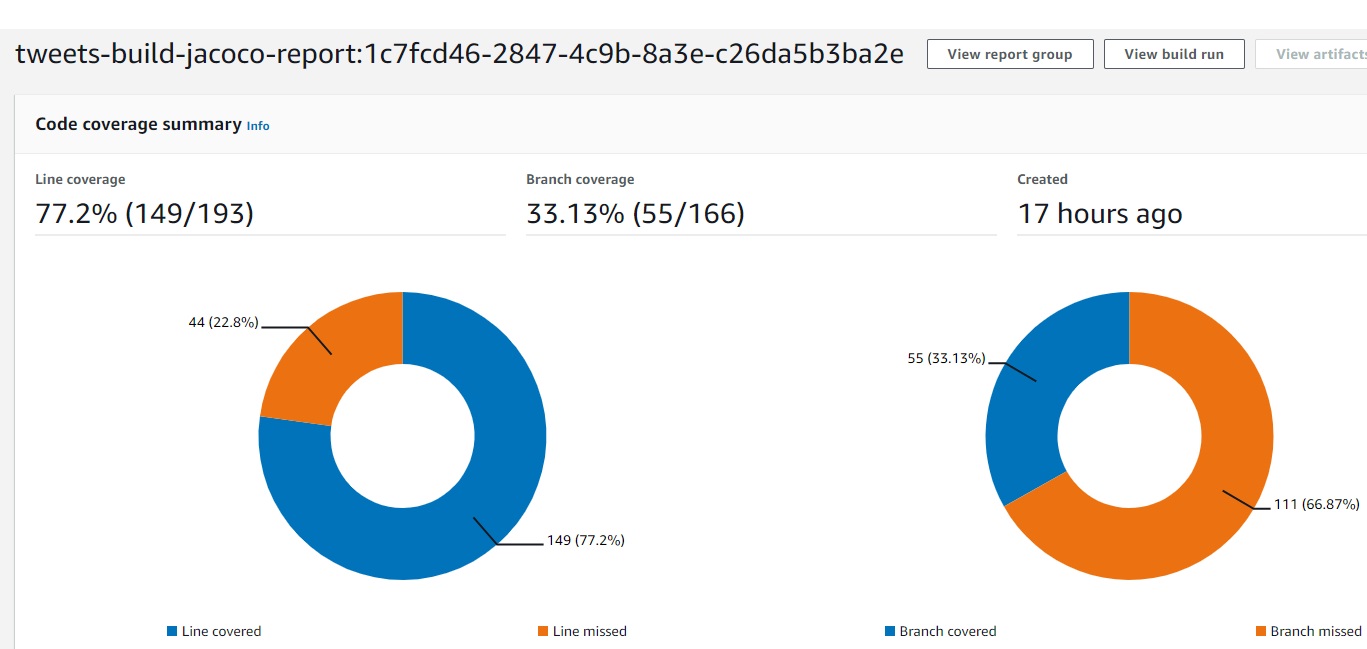 tweets-build-jacoco-report:1c7fcd46-2847-4c9b-8a3e-c26da5b3ba2e
View report group
View build run
View artifacts
Code coverage summary Info
Line coverage
77.2% (149/193)
Branch coverage
33.13% (55/166)
Created
17 hours ago
44 (22.8%)
149 (77.2%)
Line covered
Line missed
55 (33.13%)
111 (66.87%)
Branch covered
Branch missed